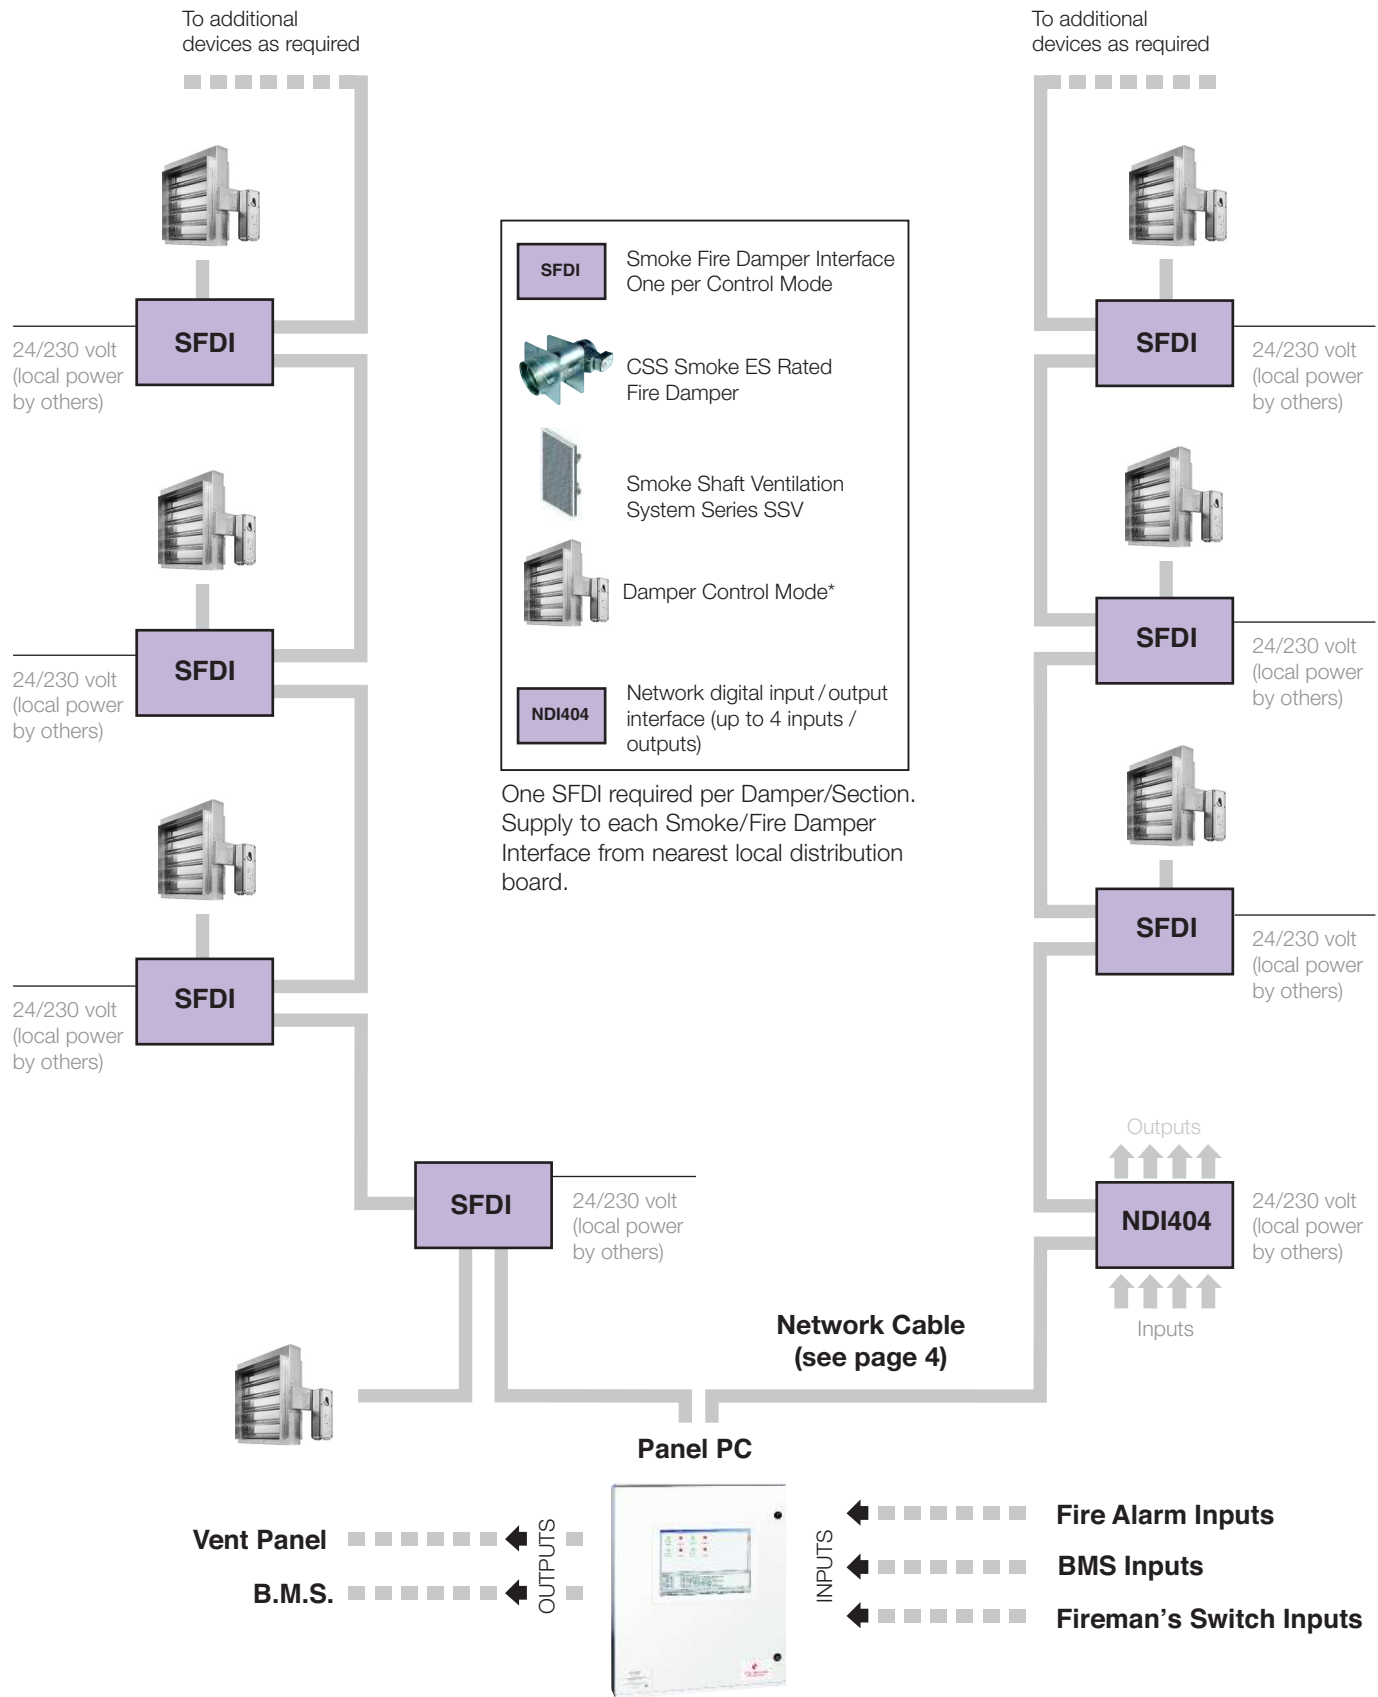 To additional
devices as required
To additional
devices as required
SFDI
24/230 volt
(local power
by others)
SFDI
24/230 volt
(local power
by others)
SFDI
24/230 volt
(local power
by others)
SFDI
Smoke Fire Damper Interface
One per Control Mode
CSS Smoke ES Rated
Fire Damper
Smoke Shaft Ventilation
System Series SSV
Damper Control Mode*
NDI404
Network digital input / output
interface (up to 4 inputs /
outputs)
One SFDI required per Damper/Section.
Supply to each Smoke/Fire Damper
Interface from nearest local distribution
board.
SFDI
24/230 volt
(local power
by others)
SFDI
24/230 volt
(local power
by others)
SFDI
24/230 volt
(local power
by others)
SFDI
24/230 volt
(local power
by others)
Outputs
NDI404
24/230 volt
(local power
by others)
Inputs
Network Cable
(see page 4)
Panel PC
Vent Panel
B.M.S.
OUTPUTS
INPUTS
Fire Alarm Inputs
BMS Inputs
Fireman's Switch Inputs